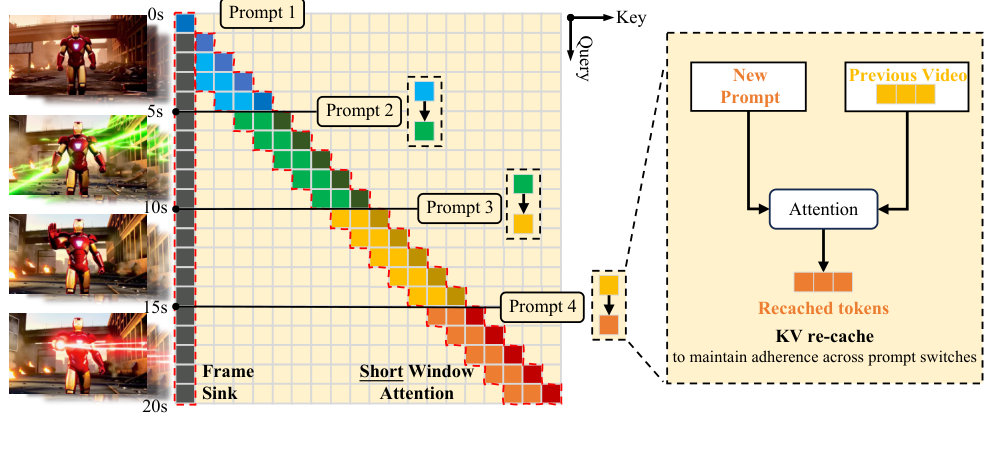 0s
Prompt 1
Key
Query
New
Prompt
Previous Video
5s
Prompt 2
10s
Prompt 3
Attention
15s
Prompt 4
Recached tokens
KV re-cache
to maintain adherence across prompt switches
Frame
Sink
Short Window
Attention
20s